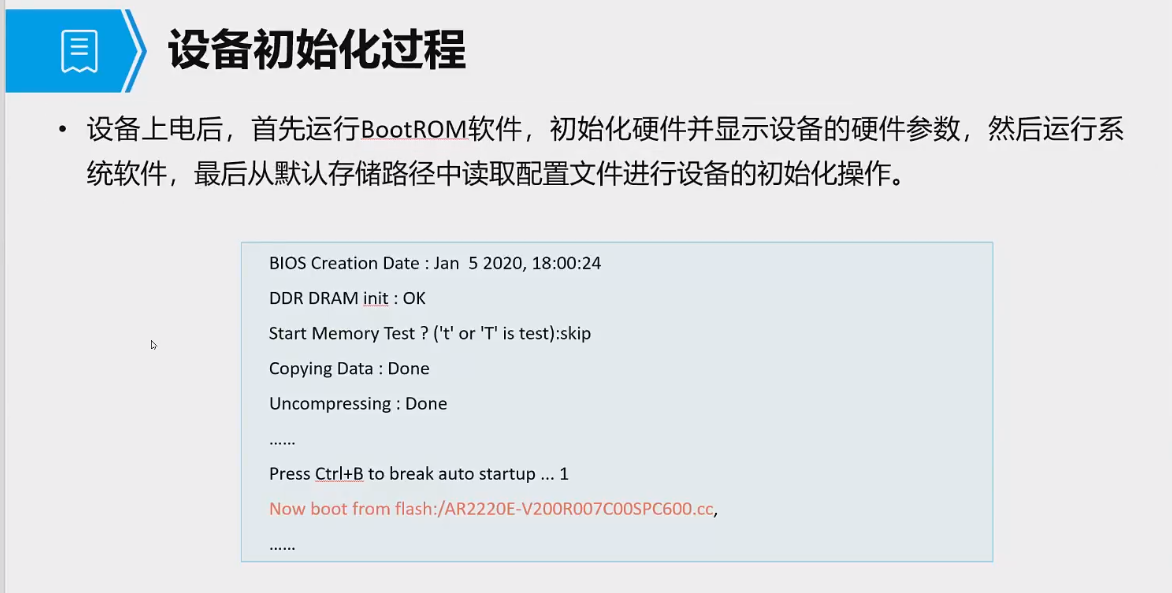 设备初始化过程
• 设备上电后，首先运行BootROM软件，初始化硬件并显示设备的硬件参数，然后运行系
统软件，最后从默认存储路径中读取配置文件进行设备的初始化操作。
BIOS Creation Date : Jan  5 2020, 18:00:24
DDR DRAM init : OK
Start Memory Test ? ('t' or 'T' is test):skip
Copying Data : Done
Uncompressing : Done
……
Press Ctrl+B to break auto startup ... 1
Now boot from flash:/AR2220E-V200R007C00SPC600.cc,
……